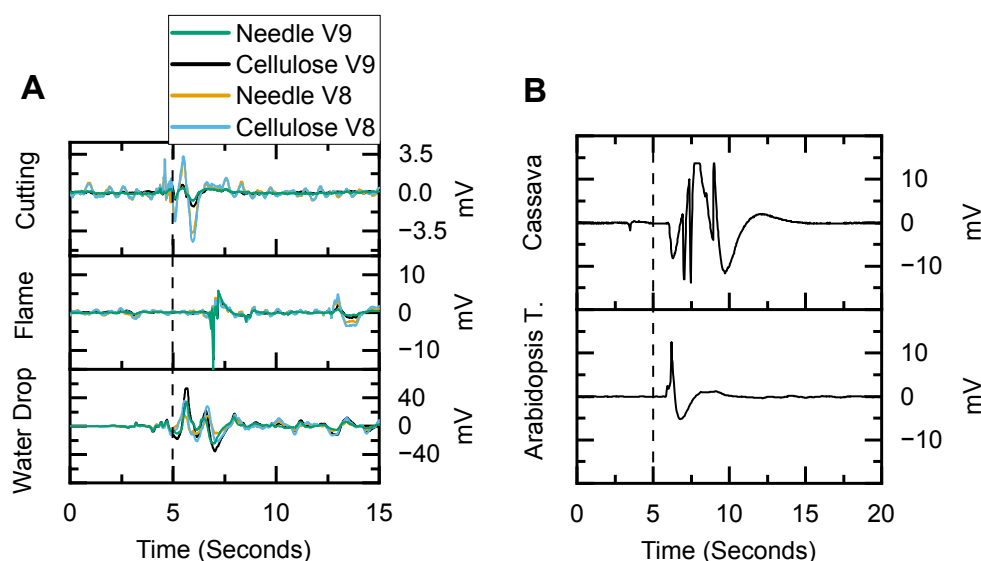 Needle V9
Cellulose V9
Needle V8
Cellulose V8
A
B
Cutting
3.5
0.0
−3.5
mV
Flame
10
0
−10
mV
Water Drop
40
0
−40
mV
0
5
10
15
Time (Seconds)
Cassava
10
0
−10
mV
Arabidopsis T.
10
0
−10
mV
0
5
10
15
20
Time (Seconds)